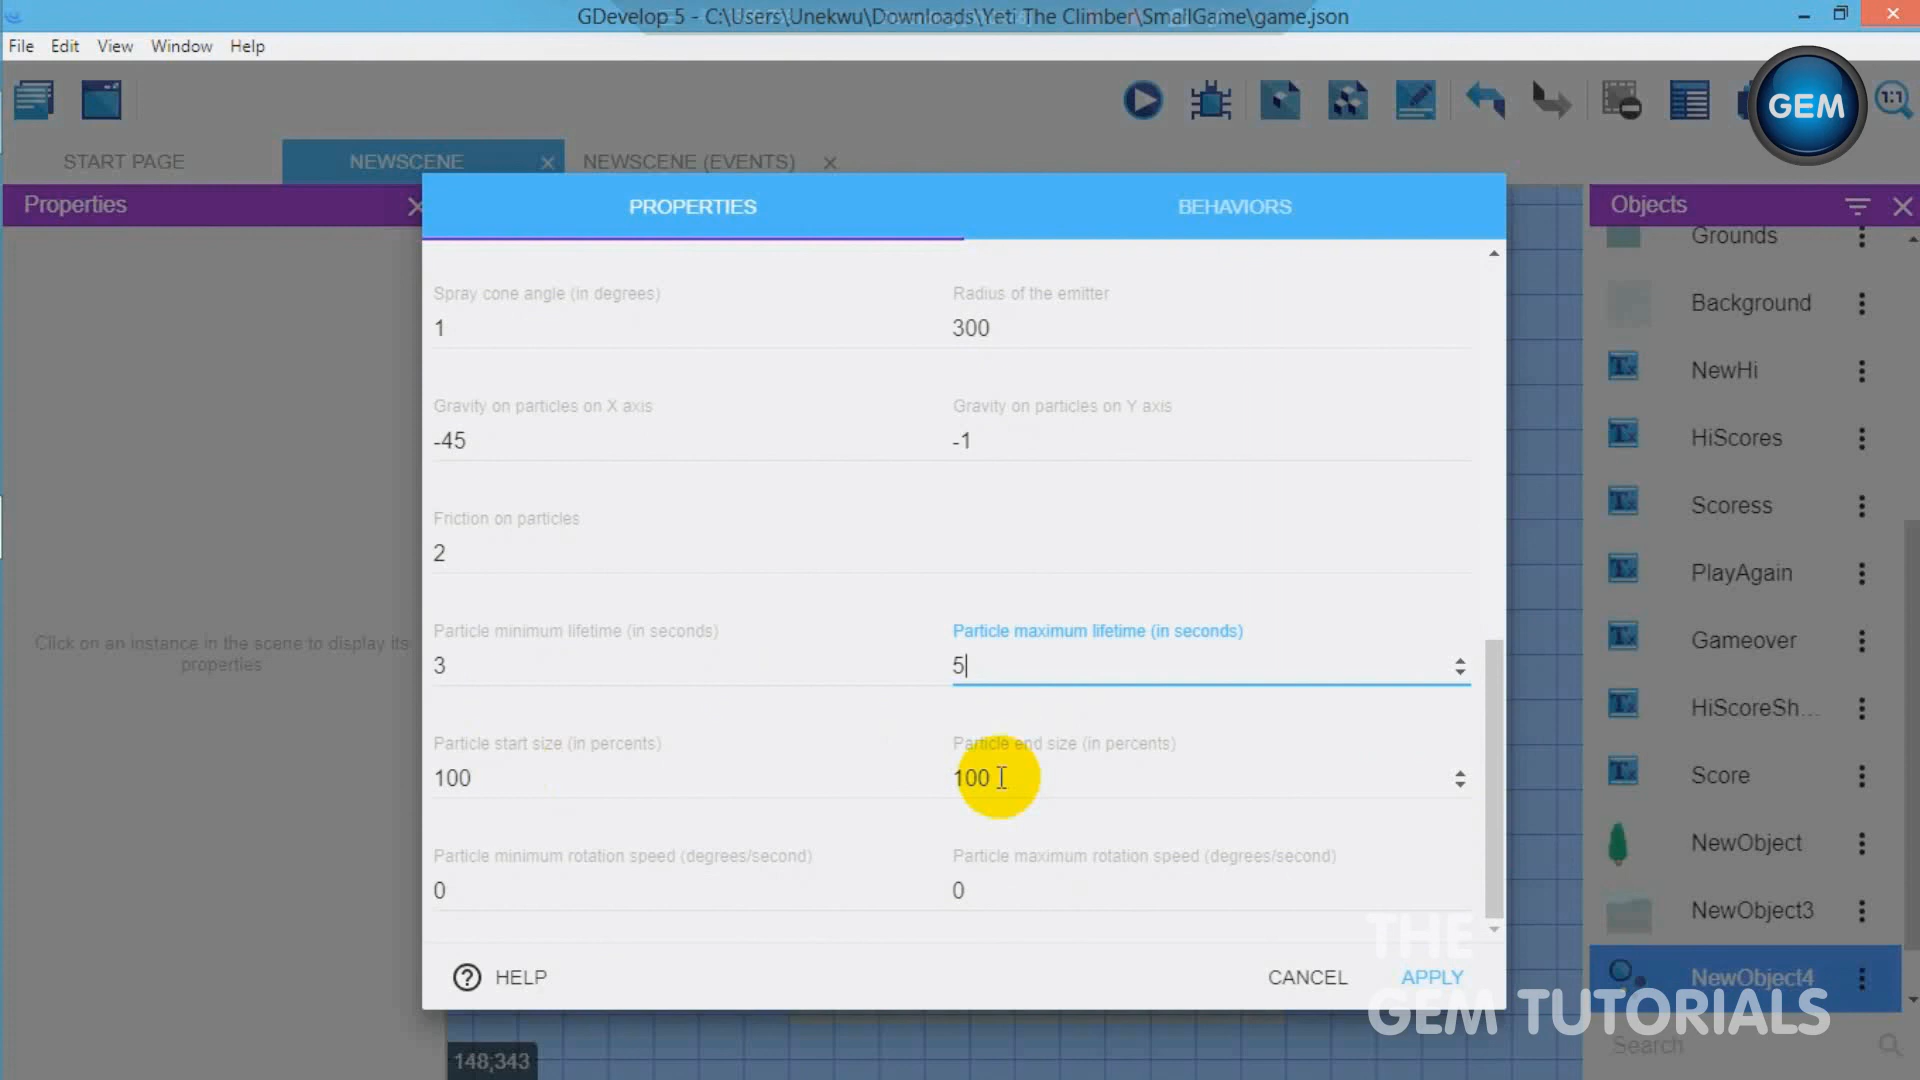 GDevelop 5 - C:\Users\Unekwu\Downloads\Yeti The Climber\SmallGame\game.json
File Edit View Window Help
GEM
1:1
START PAGE
NEWSCENE
NEWSCENE (EVENTS)
Properties
PROPERTIES
BEHAVIORS
Objects
Click on an instance in the scene to display its
properties
Spray cone angle (in degrees)
1
Radius of the emitter
300
Gravity on particles on X axis
-45
Gravity on particles on Y axis
-1
Friction on particles
2
Particle minimum lifetime (in seconds)
3
Particle maximum lifetime (in seconds)
5
Particle start size (in percents)
100
Particle end size (in percents)
100
Particle minimum rotation speed (degrees/second)
0
Particle maximum rotation speed (degrees/second)
0
HELP
CANCEL
APPLY
Grounds
Background
NewHi
HiScores
Scoress
PlayAgain
Gameover
HiScoreSh...
Score
NewObject
NewObject3
NewObject4
Search
THE
GEM TUTORIALS
148;343